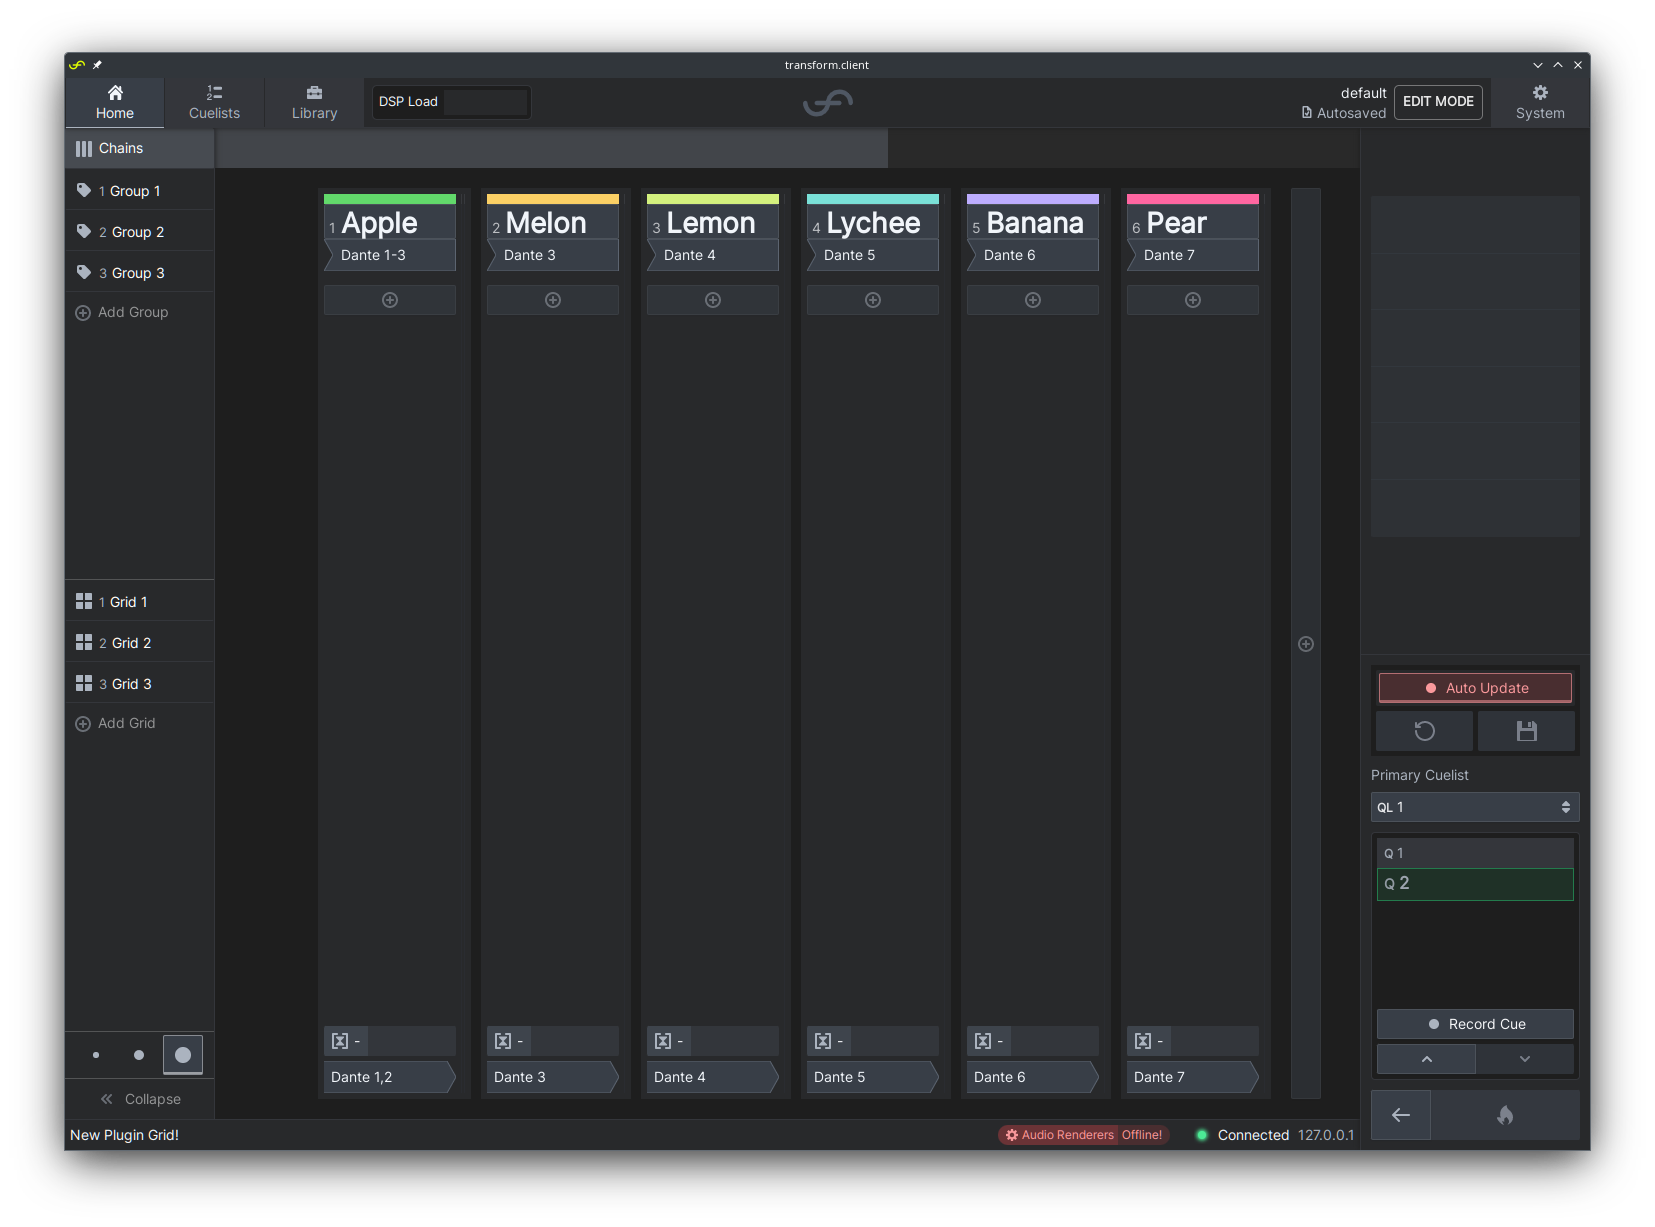 transform.client
Home
Cuelists
Library
DSP Load
default
Autosaved
EDIT MODE
System
Chains
1 Group 1
2 Group 2
3 Group 3
Add Group
1 Grid 1
2 Grid 2
3 Grid 3
Add Grid
Collapse
1 Apple
Dante 1-3
2 Melon
Dante 3
3 Lemon
Dante 4
4 Lychee
Dante 5
5 Banana
Dante 6
6 Pear
Dante 7
-
Dante 1,2
-
Dante 3
-
Dante 4
-
Dante 5
-
Dante 6
-
Dante 7
Auto Update
Primary Cuelist
QL 1
Q 1
Q 2
Record Cue
New Plugin Grid!
Audio Renderers Offline!
Connected 127.0.0.1